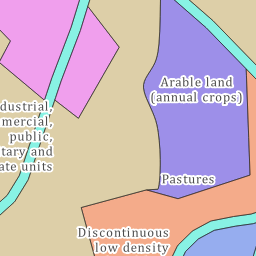 Arable land
(annual crops)
dustrial,
mercial,
public,
tary and
ate units
Pastures
Discontinuous
low density